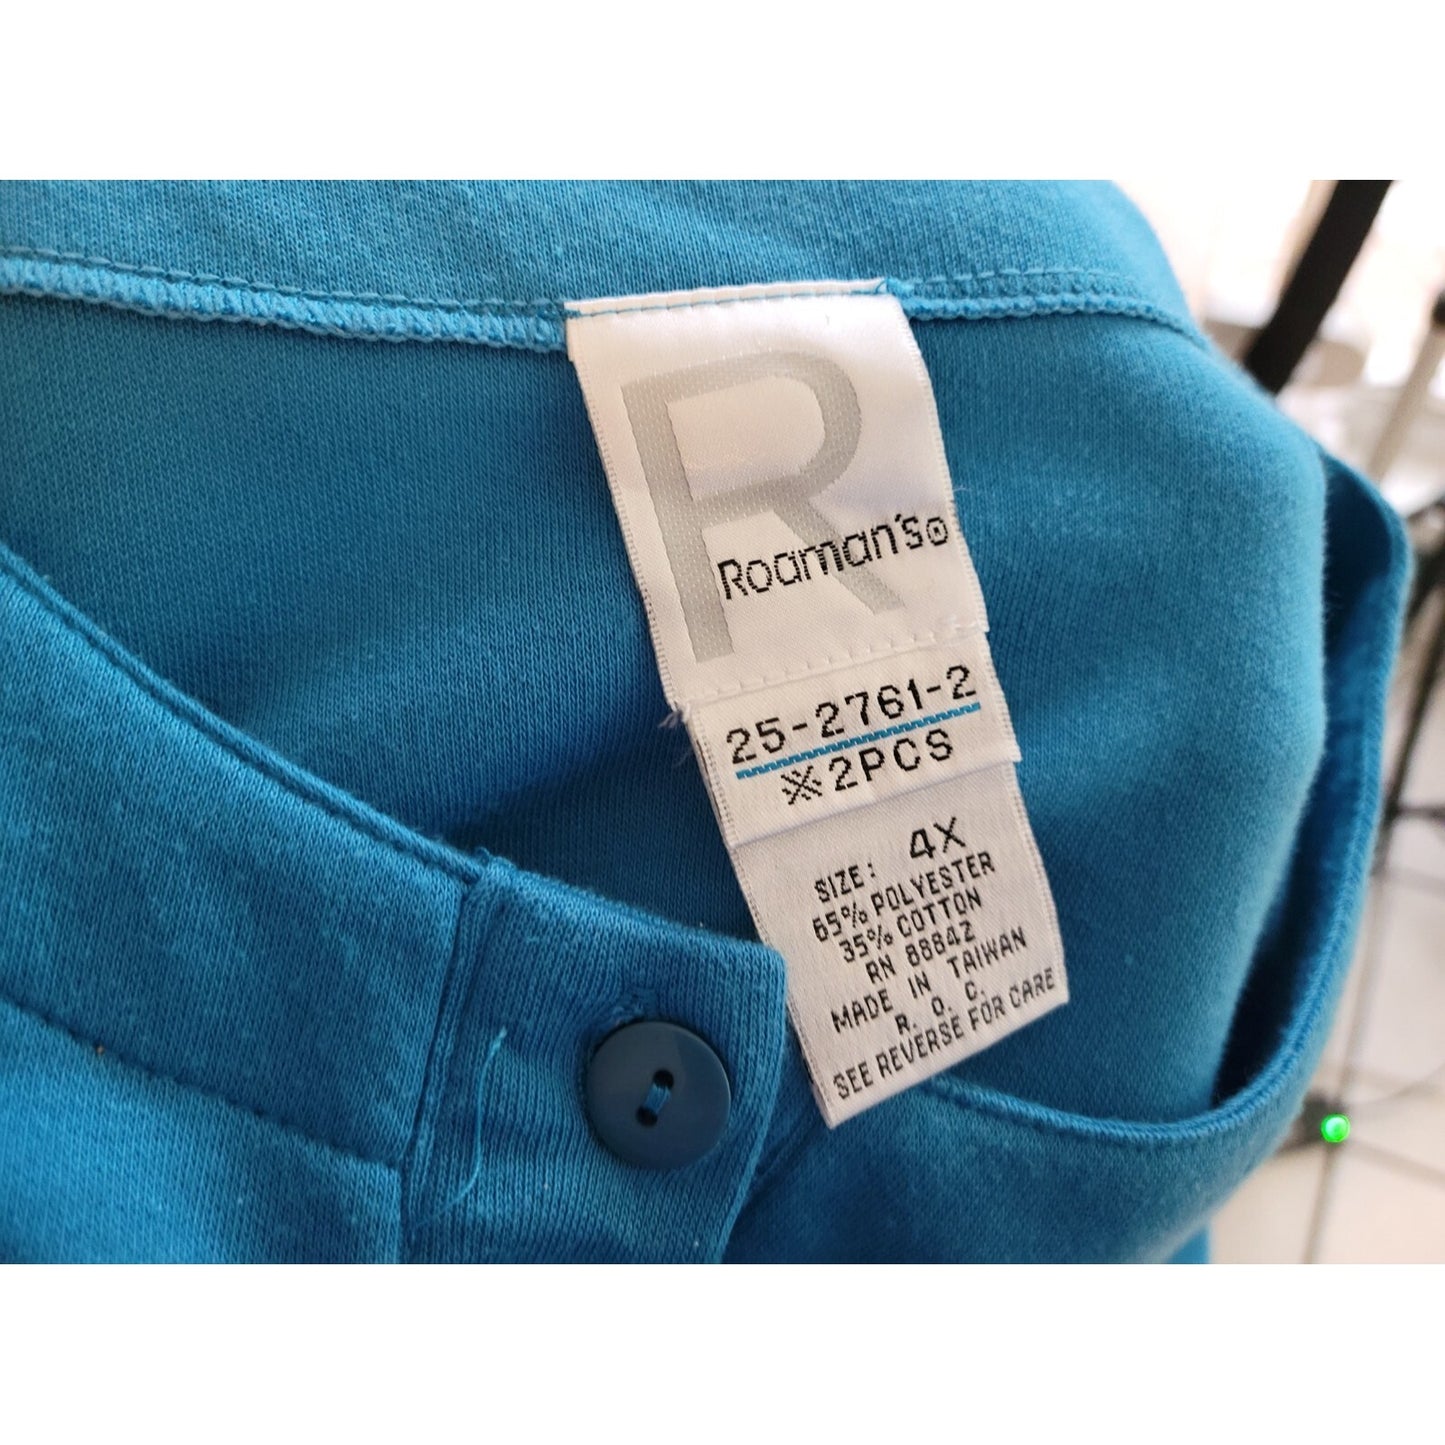 R
Roaman's®
25-2761-2
※2PCS
SIZE: 4X
65% POLYESTER
35% COTTON
RN 88842
MADE IN TAIWAN
R. O. C.
SEE REVERSE FOR CARE